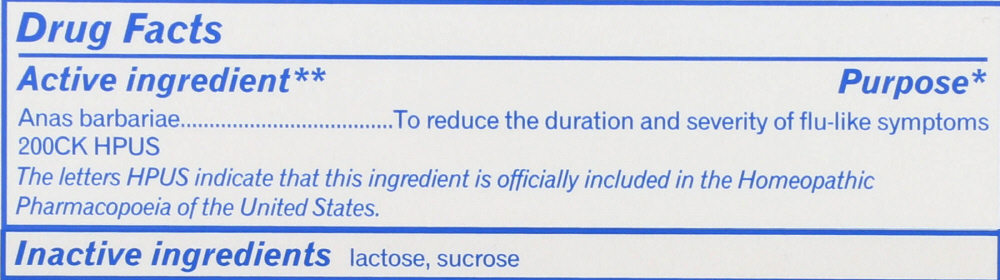 Drug Facts
Active ingredient** Purpose*
Anas barbariae....................................To reduce the duration and severity of flu-like symptoms
200CK HPUS
The letters HPUS indicate that this ingredient is officially included in the Homeopathic
Pharmacopoeia of the United States.
Inactive ingredients lactose, sucrose